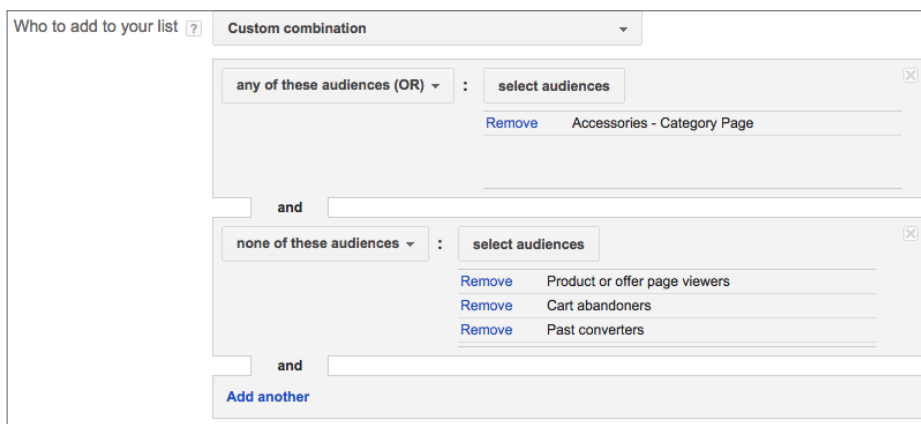 Who to add to your list ? Custom combination
any of these audiences (OR) : select audiences
Remove Accessories - Category Page
and
none of these audiences : select audiences
Remove Product or offer page viewers
Remove Cart abandoners
Remove Past converters
and
Add another